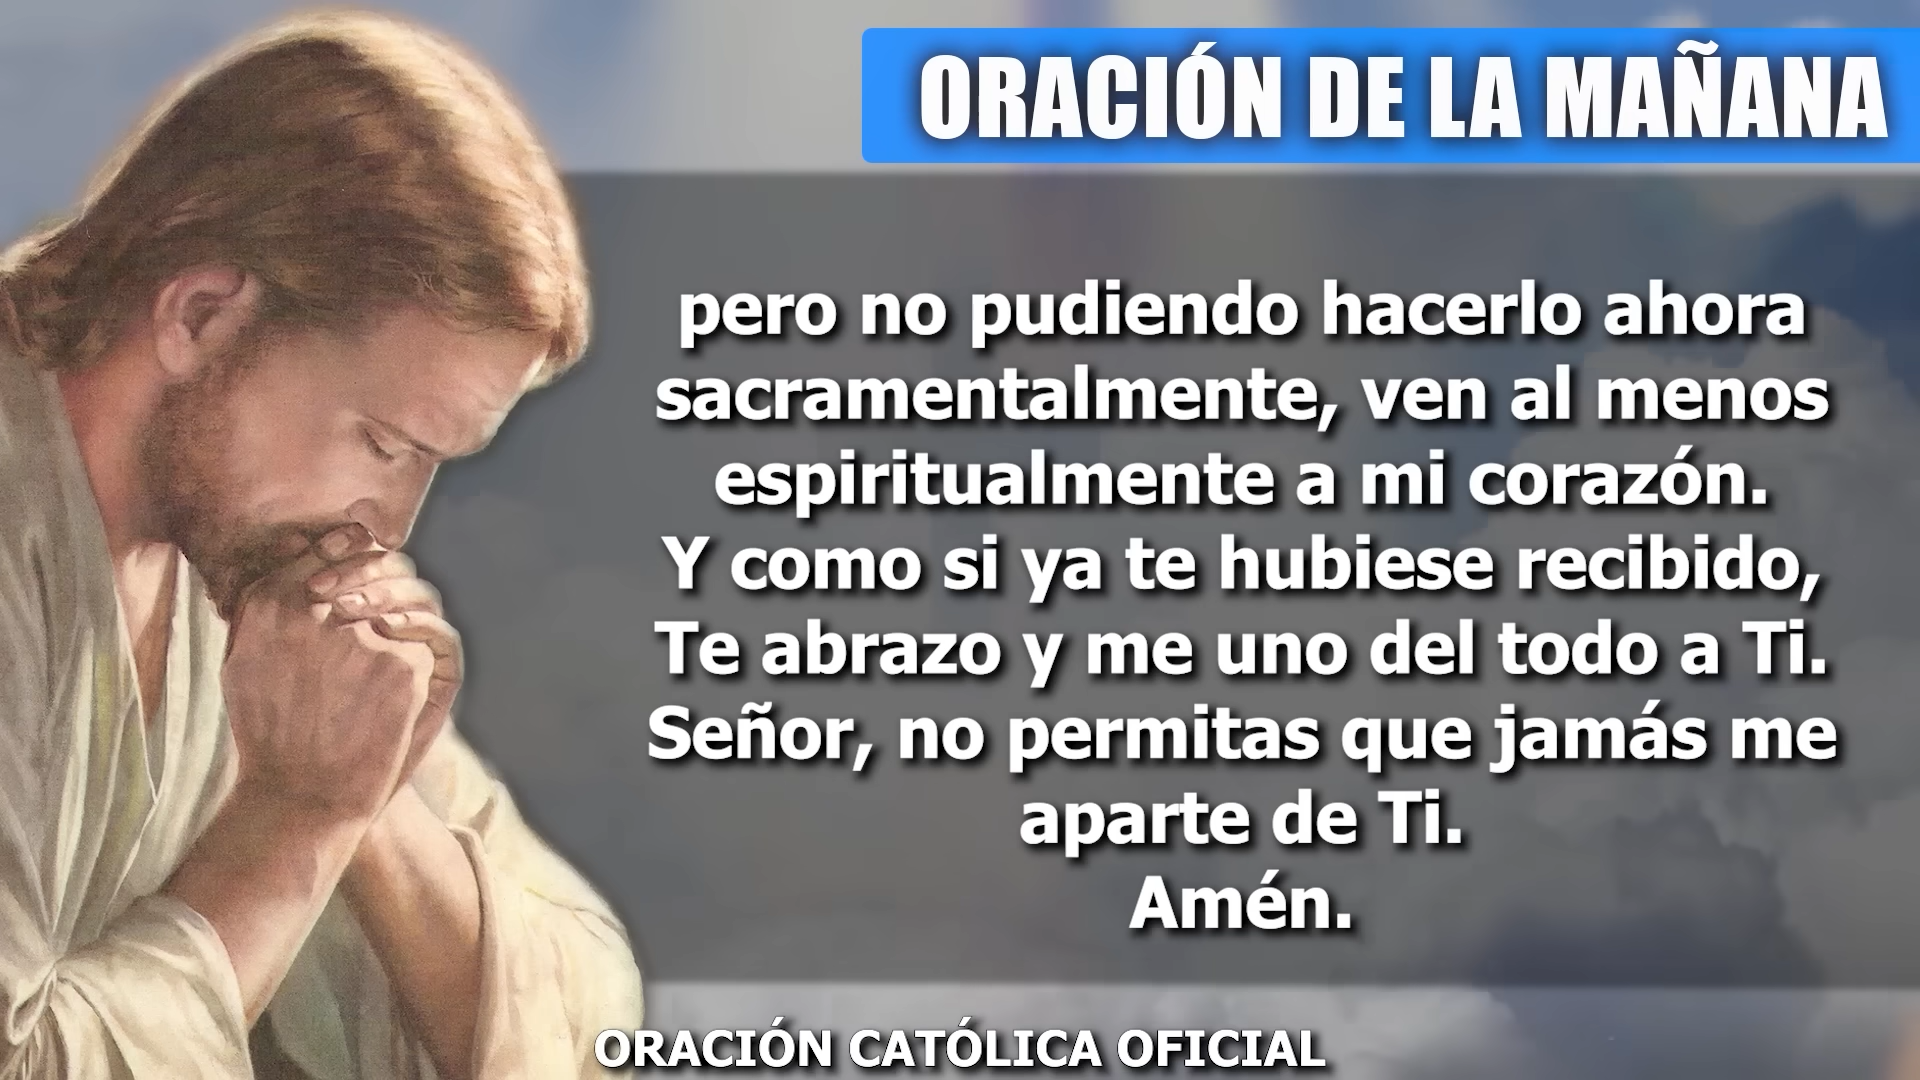 ORACIÓN DE LA MAÑANA
pero no pudiendo hacerlo ahora
sacramentalmente, ven al menos
espiritualmente a mi corazón.
Y como si ya te hubiese recibido,
Te abrazo y me uno del todo a Ti.
Señor, no permitas que jamás me
aparte de Ti.
Amén.
ORACIÓN CATÓLICA OFICIAL